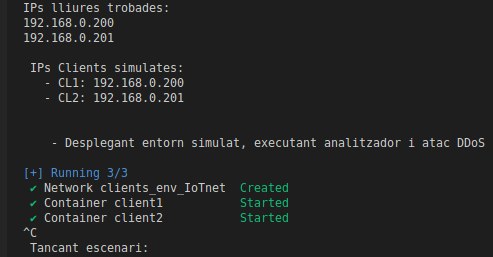 IPs lliures trobades:
192.168.0.200
192.168.0.201
IPs Clients simulates:
- CL1: 192.168.0.200
- CL2: 192.168.0.201
- Desplegant entorn simulat, executant analitzador i atac DDoS
[+] Running 3/3
✔ Network clients_env_IoTnet Created
✔ Container client1 Started
✔ Container client2 Started
^C
Tancant escenari: